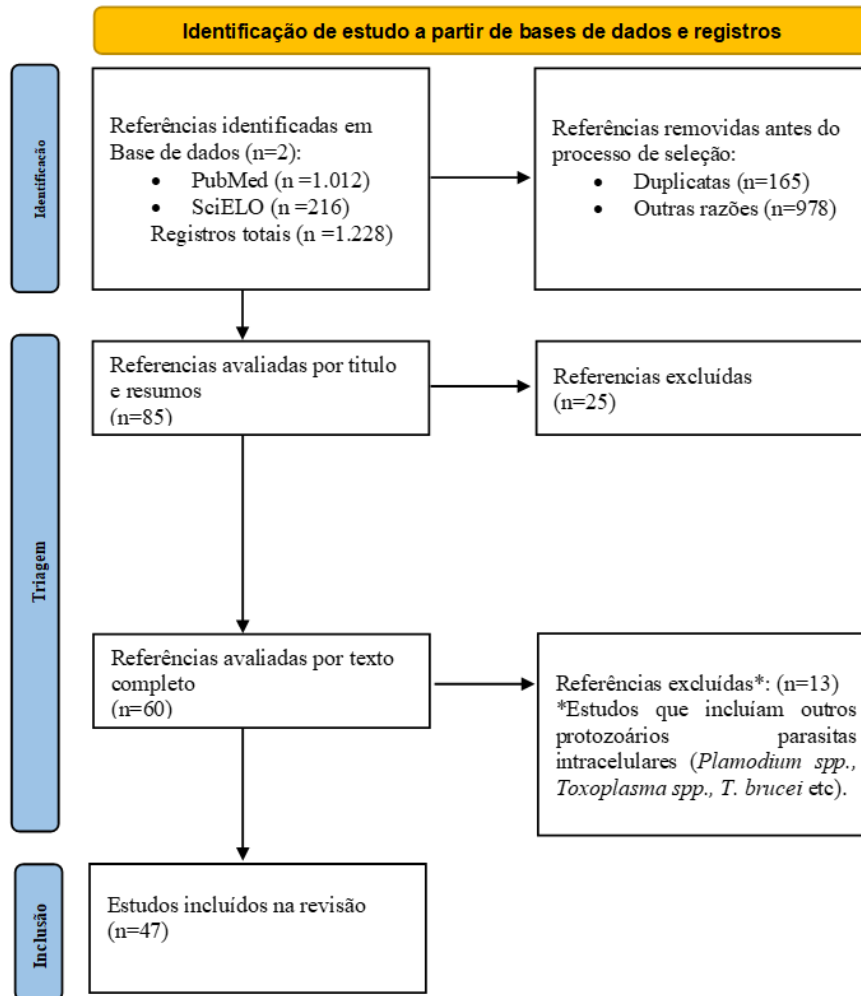 Identificação de estudo a partir de bases de dados e registros
Identificação
Referências identificadas em
Base de dados (n=2):
• PubMed (n =1.012)
• SciELO (n =216)
Registros totais (n =1.228)
Referências removidas antes do
processo de seleção:
• Duplicatas (n=165)
• Outras razões (n=978)
Triagem
Referencias avaliadas por titulo
e resumos
(n=85)
Referencias excluídas
(n=25)
Referências avaliadas por texto
completo
(n=60)
Referências excluídas*: (n=13)
*Estudos que incluíam outros
protozoários parasitas
intracelulares (Plamodium spp.,
Toxoplasma spp., T. brucei etc).
Inclusão
Estudos incluídos na revisão
(n=47)